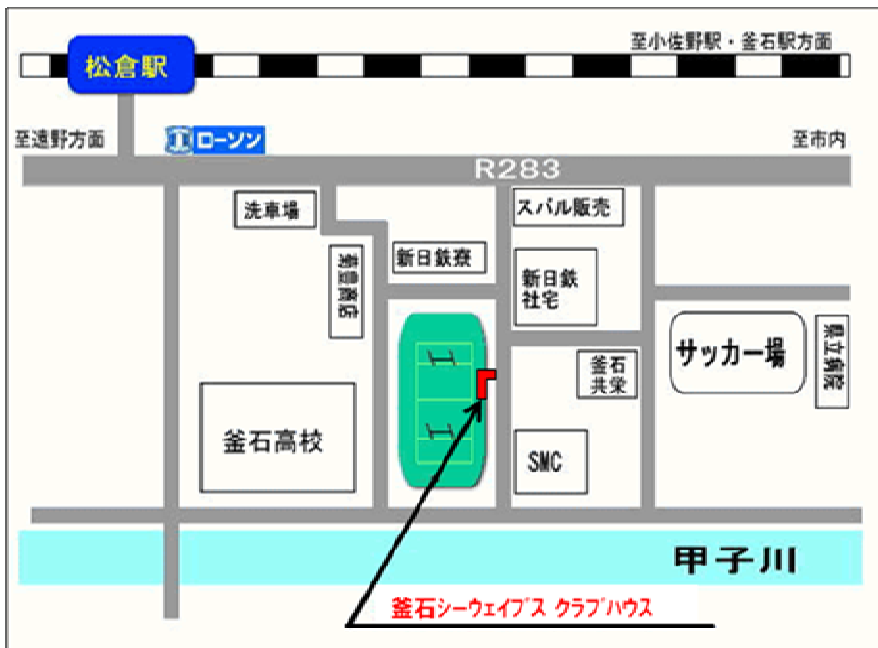 至小佐野駅・釜石駅方面
松倉駅
至遠野方面
ローソン
至市内
R283
洗車場
スバル販売
菊豊商店
新日鉄寮
新日鉄
社宅
サッカー場
県立病院
釜石
共栄
釜石高校
SMC
甲子川
釜石シーウェイブス クラブハウス